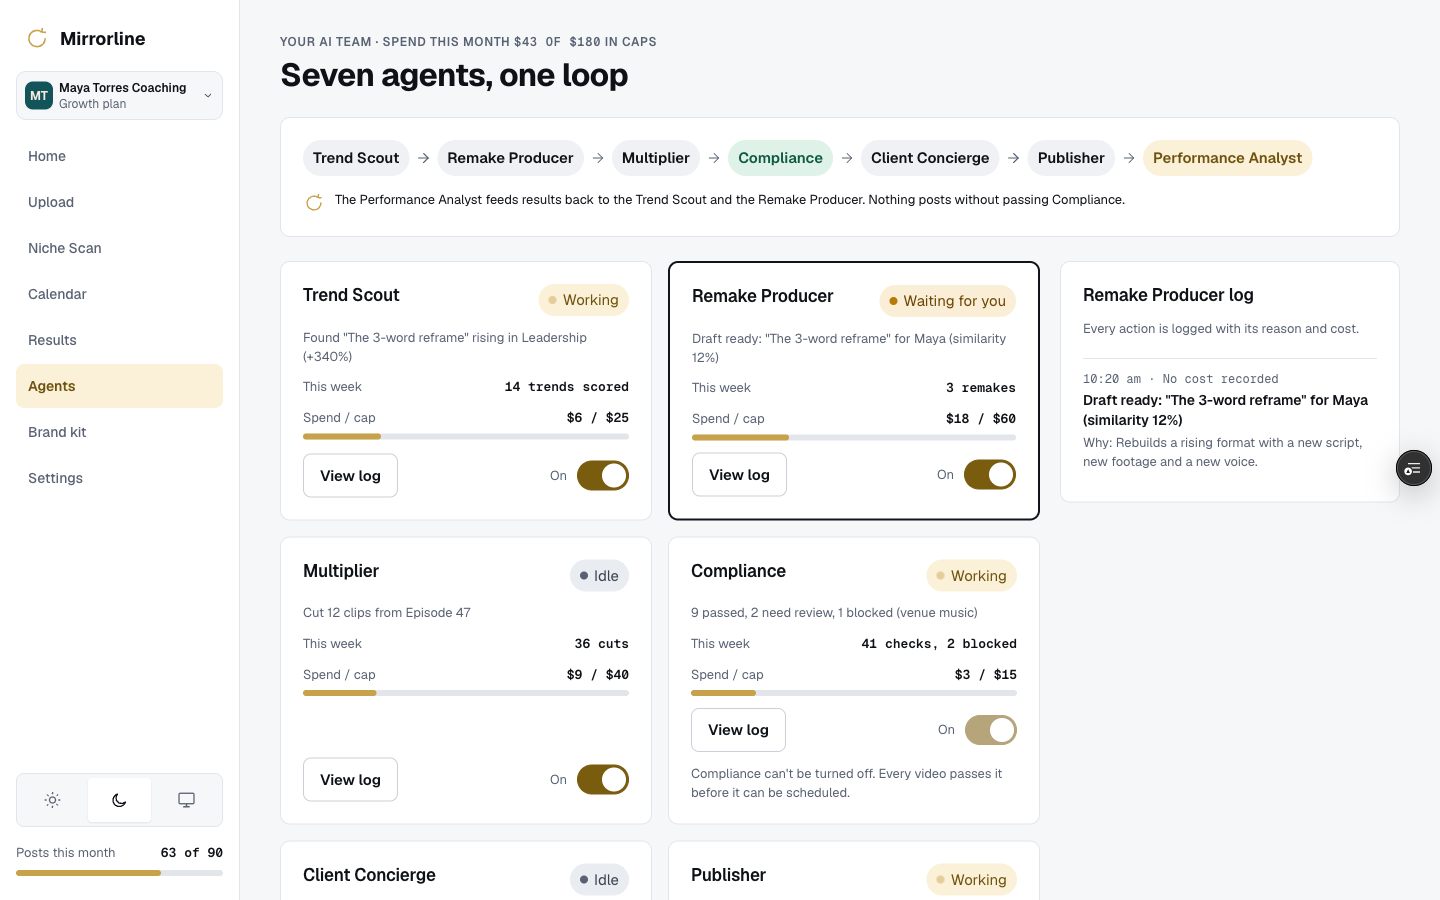 Mirrorline
MT
Maya Torres Coaching
Growth plan
Home
Upload
Niche Scan
Calendar
Results
Agents
Brand kit
Settings
Posts this month
63 of 90
YOUR AI TEAM · SPEND THIS MONTH $43 OF $180 IN CAPS
Seven agents, one loop
Trend Scout
Remake Producer
Multiplier
Compliance
Client Concierge
Publisher
Performance Analyst
The Performance Analyst feeds results back to the Trend Scout and the Remake Producer. Nothing posts without passing Compliance.
Trend Scout
Working
Found "The 3-word reframe" rising in Leadership
(+340%)
This week
14 trends scored
Spend / cap
$6 / $25
View log
On
Remake Producer
Waiting for you
Draft ready: "The 3-word reframe" for Maya (similarity
12%)
This week
3 remakes
Spend / cap
$18 / $60
View log
On
Remake Producer log
Every action is logged with its reason and cost.
10:20 am · No cost recorded
Draft ready: "The 3-word reframe" for Maya
(similarity 12%)
Why: Rebuilds a rising format with a new script,
new footage and a new voice.
Multiplier
Idle
Cut 12 clips from Episode 47
This week
36 cuts
Spend / cap
$9 / $40
View log
On
Compliance
Working
9 passed, 2 need review, 1 blocked (venue music)
This week
41 checks, 2 blocked
Spend / cap
$3 / $15
View log
On
Compliance can't be turned off. Every video passes it
before it can be scheduled.
Client Concierge
Idle
Publisher
Working